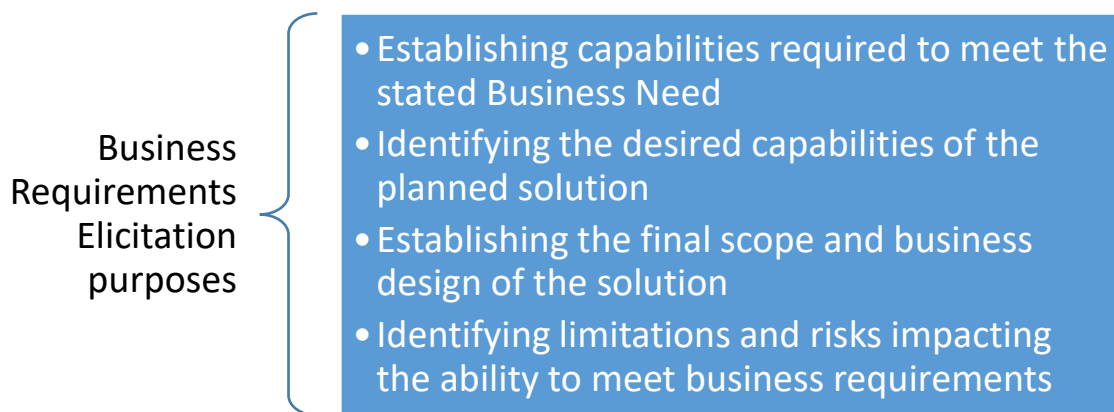 Business
Requirements
Elicitation
purposes
• Establishing capabilities required to meet the
stated Business Need
• Identifying the desired capabilities of the
planned solution
• Establishing the final scope and business
design of the solution
• Identifying limitations and risks impacting
the ability to meet business requirements